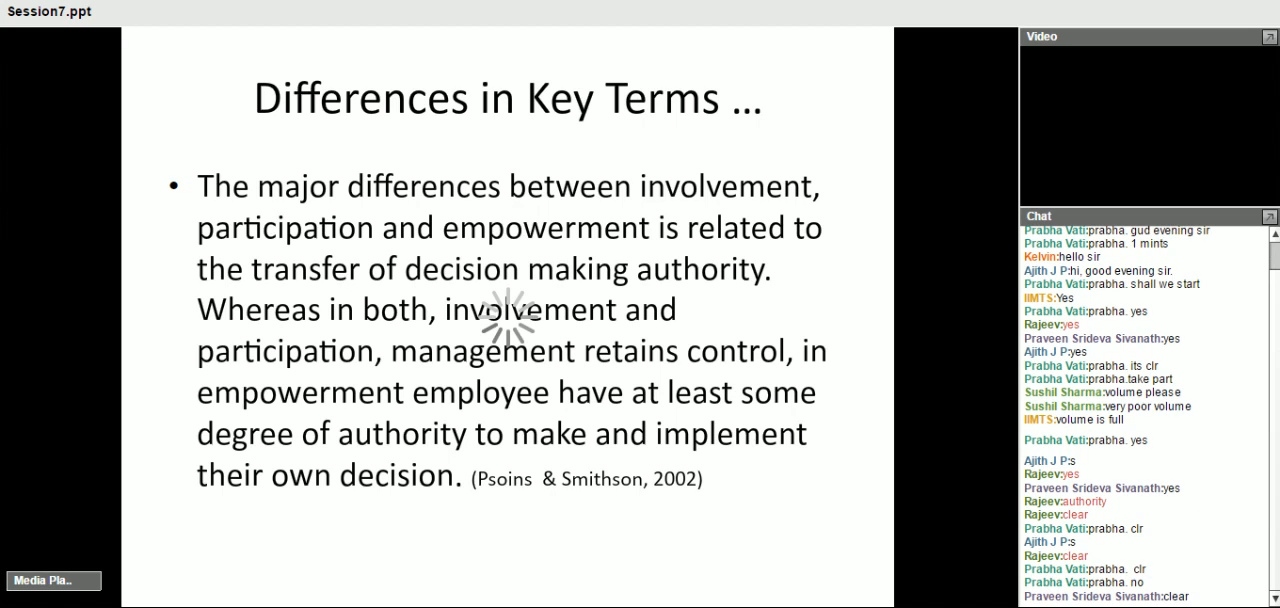 Session7.ppt
Differences in Key Terms ...
• The major differences between involvement,
participation and empowerment is related to
the transfer of decision making authority.
Whereas in both, involvement and
participation, management retains control, in
empowerment employee have at least some
degree of authority to make and implement
their own decision. (Psoins & Smithson, 2002)
Media Pla..
Video
Chat
Prabha Vati:prabha. gud evening sir
Prabha Vati:prabha. 1 mints
Kelvin:hello sir
Ajith J P:hi, good evening sir.
Prabha Vati:prabha. shall we start
IIMTS:Yes
Prabha Vati:prabha. yes
Rajeev:yes
Praveen Srideva Sivanath:yes
Ajith J P:yes
Prabha Vati:prabha. its clr
Prabha Vati:prabha.take part
Sushil Sharma:volume please
Sushil Sharma:very poor volume
IIMTS:volume is full
Prabha Vati:prabha. yes
Ajith J P:s
Rajeev:yes
Praveen Srideva Sivanath:yes
Rajeev:authority
Rajeev:clear
Prabha Vati:prabha. clr
Ajith J P:s
Rajeev:clear
Prabha Vati:prabha.  clr
Prabha Vati:prabha. no
Praveen Srideva Sivanath:clear